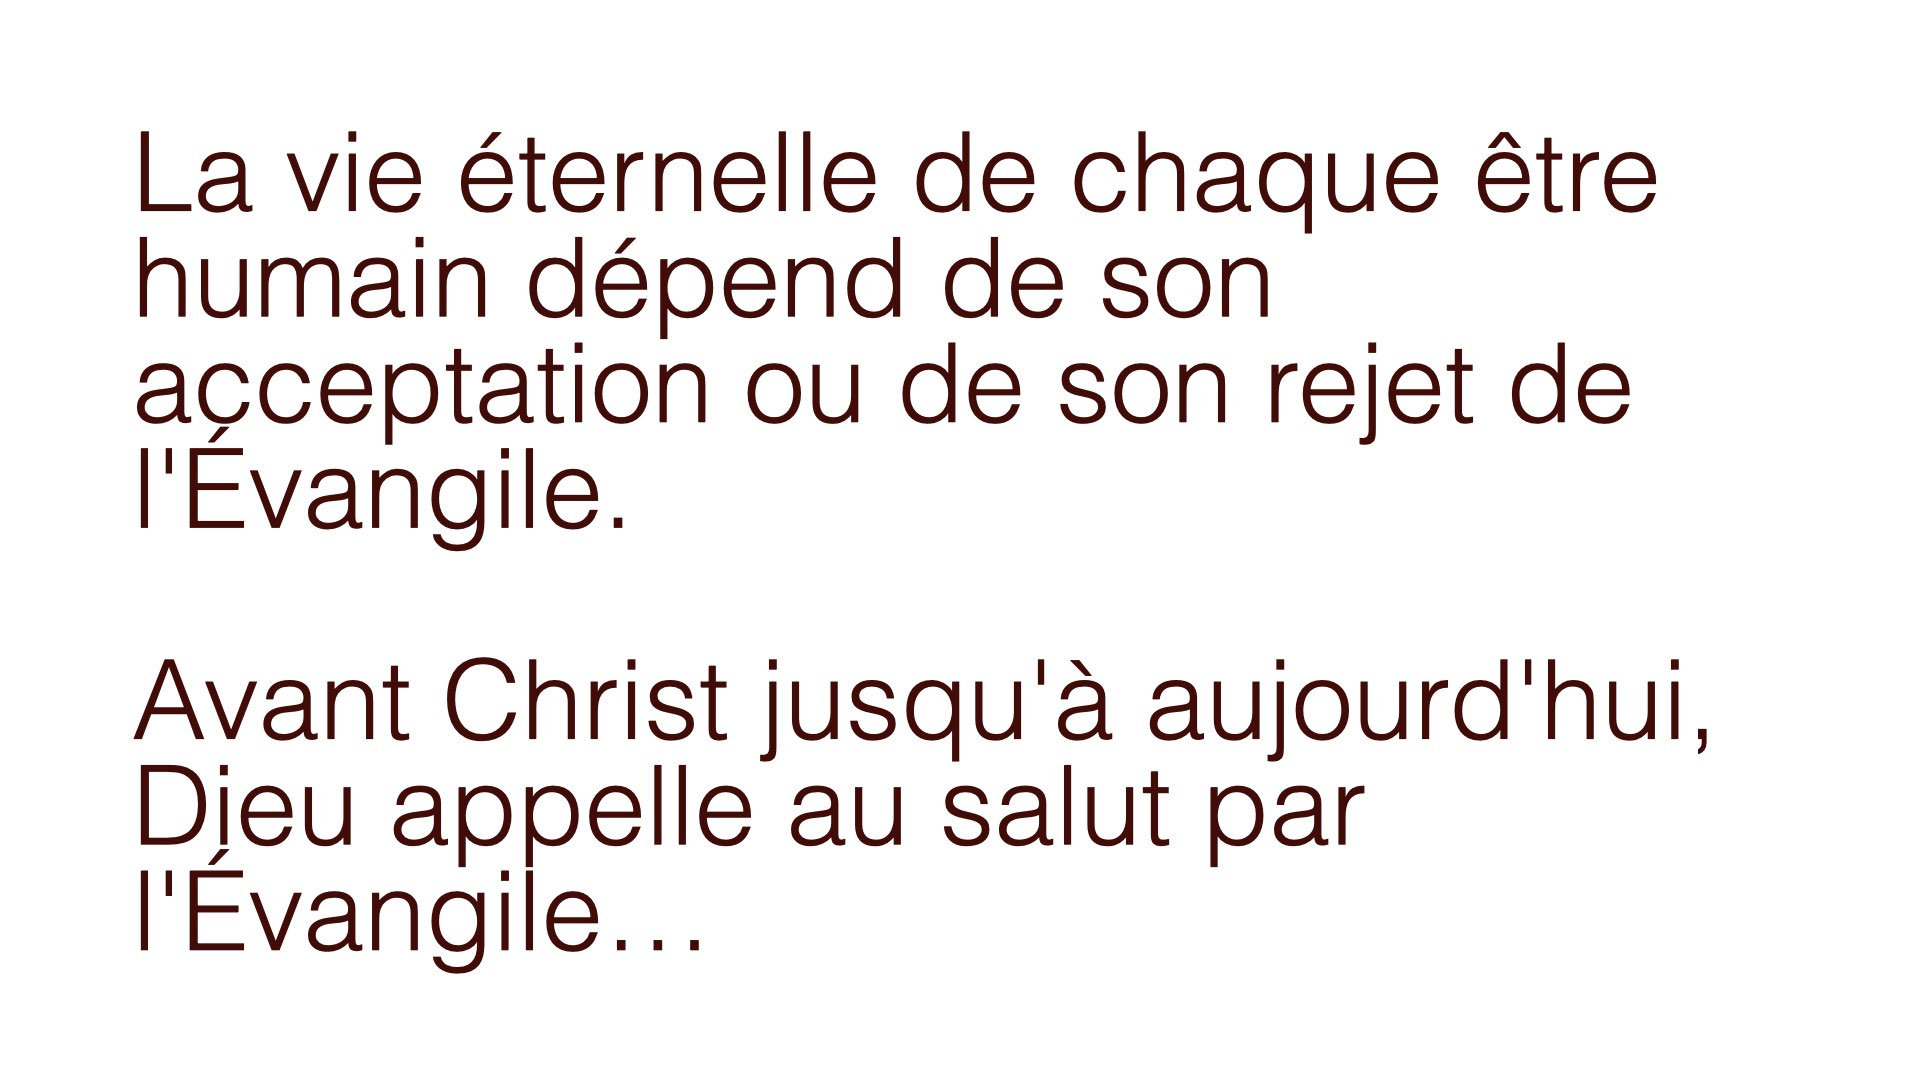 La vie éternelle de chaque être
humain dépend de son
acceptation ou de son rejet de
l'Évangile.
Avant Christ jusqu'à aujourd'hui,
Dieu appelle au salut par
l'Évangile…